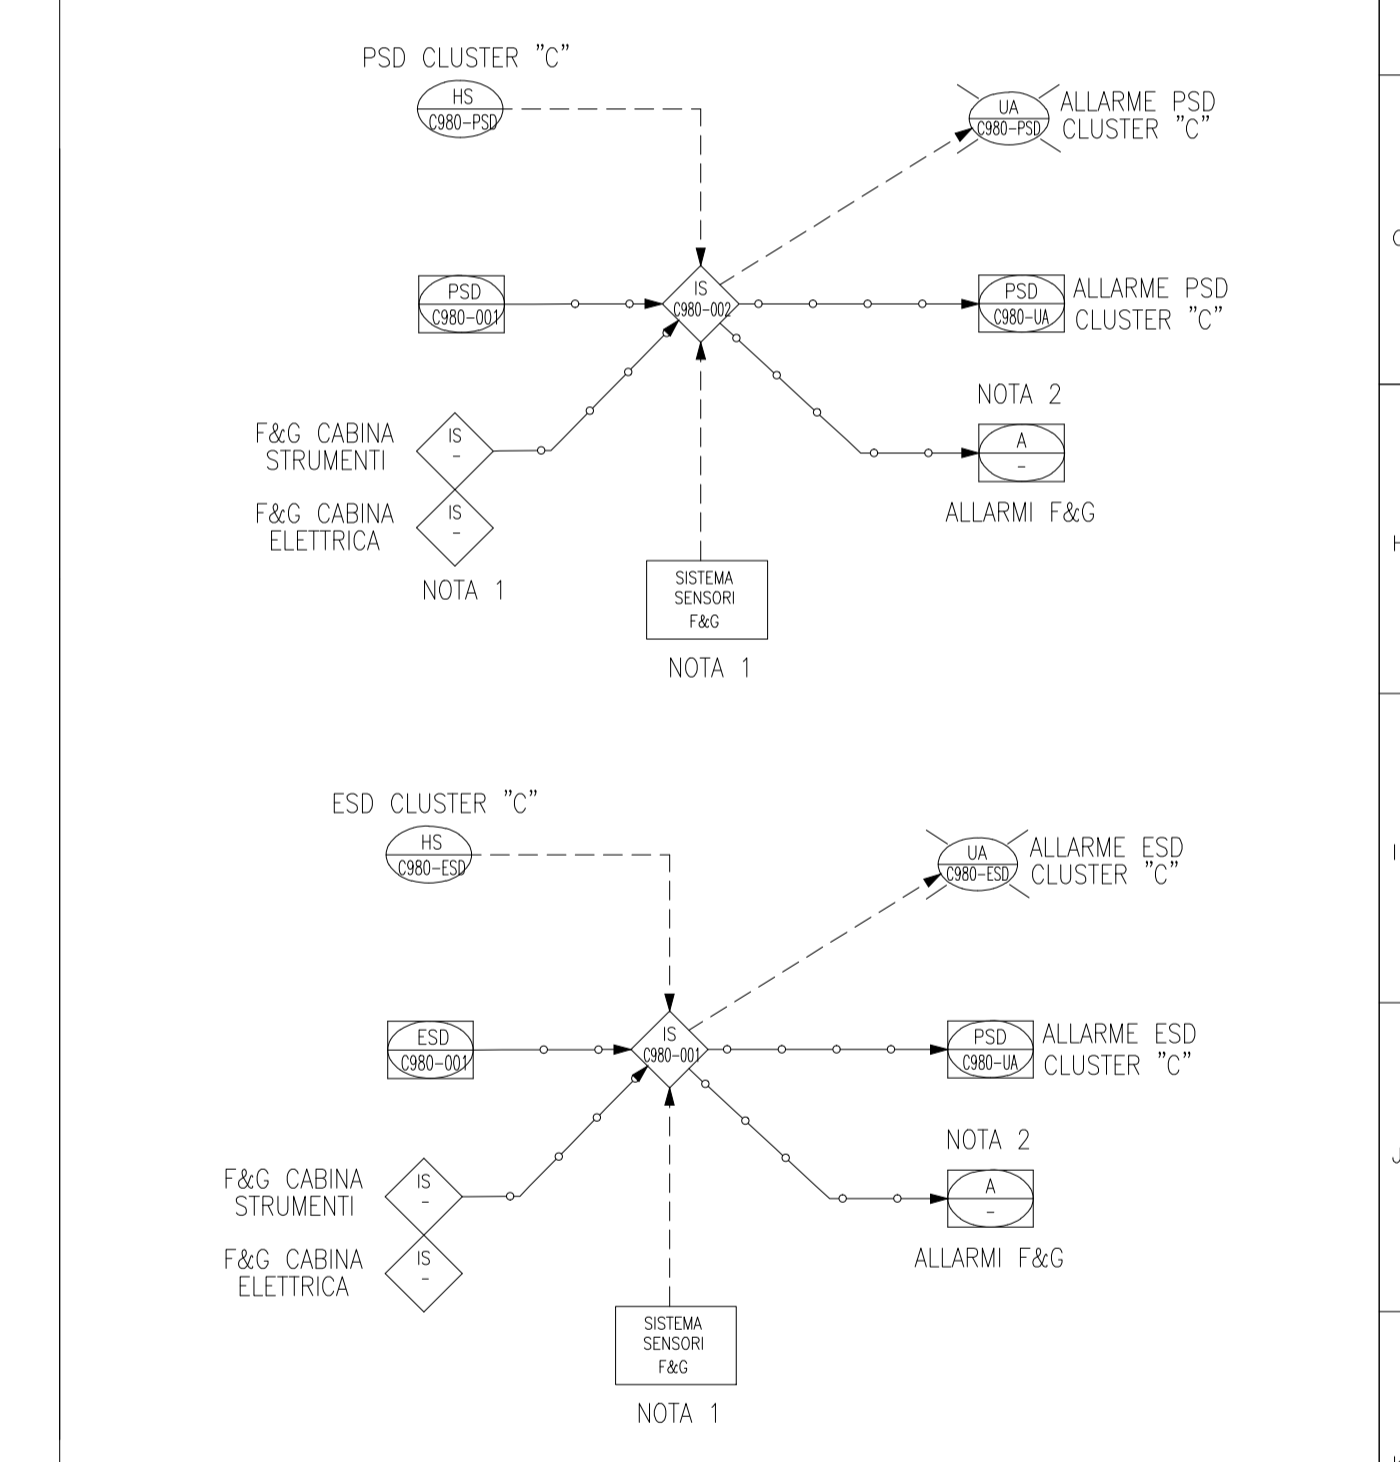 PSD CLUSTER "C"
HS
C980-PSD
UA
C980-PSD
ALLARME PSD
CLUSTER "C"
PSD
C980-001
IS
C980-002
PSD
C980-UA
ALLARME PSD
CLUSTER "C"
NOTA 2
A
-
ALLARMI F&G
F&G CABINA
STRUMENTI
IS
-
F&G CABINA
ELETTRICA
IS
-
NOTA 1
SISTEMA
SENSORI
F&G
NOTA 1
ESD CLUSTER "C"
HS
C980-ESD
UA
C980-ESD
ALLARME ESD
CLUSTER "C"
ESD
C980-001
IS
C980-001
PSD
C980-UA
ALLARME ESD
CLUSTER "C"
NOTA 2
A
-
ALLARMI F&G
F&G CABINA
STRUMENTI
IS
-
F&G CABINA
ELETTRICA
IS
-
SISTEMA
SENSORI
F&G
NOTA 1